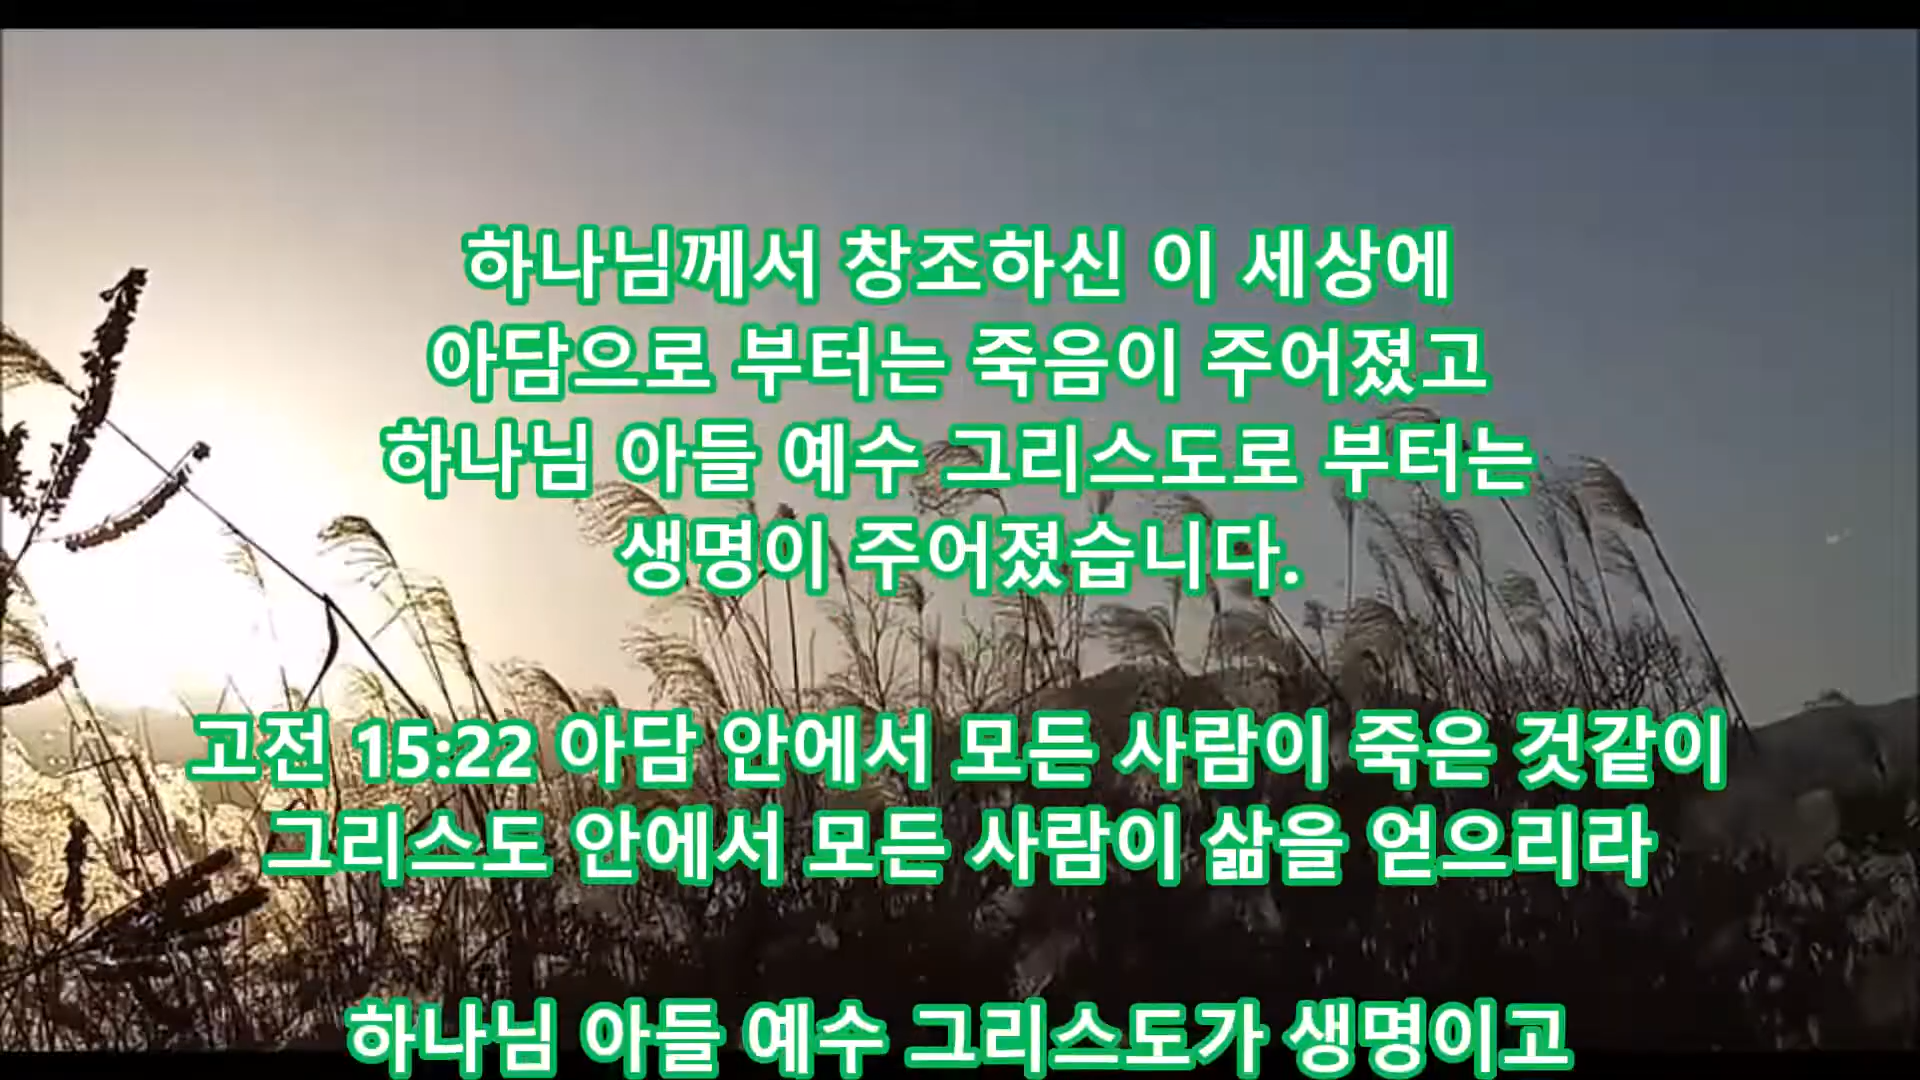 하나님께서 창조하신 이 세상에
아담으로 부터는 죽음이 주어졌고
하나님 아들 예수 그리스도로 부터는
생명이 주어졌습니다.
고전 15:22 아담 안에서 모든 사람이 죽은 것같이
그리스도 안에서 모든 사람이 삶을 얻으리라
하나님 아들 예수 그리스도가 생명이고